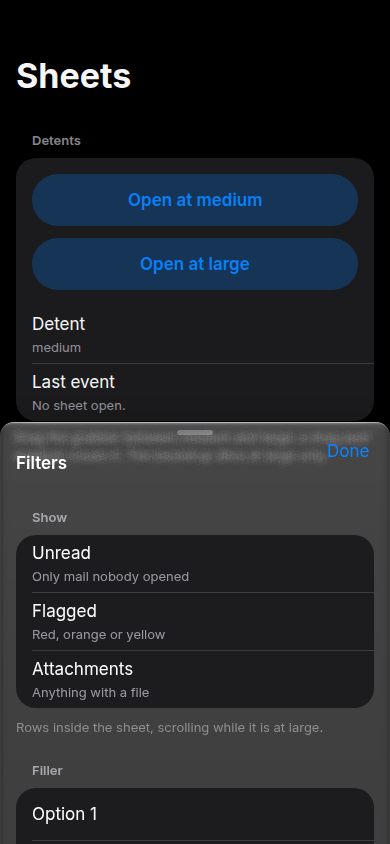 Sheets
Detents
Open at medium
Open at large
Detent
medium
Last event
No sheet open.
Done
Filters
Show
Unread
Only mail nobody opened
Flagged
Red, orange or yellow
Attachments
Anything with a file
Rows inside the sheet, scrolling while it is at large.
Filler
Option 1